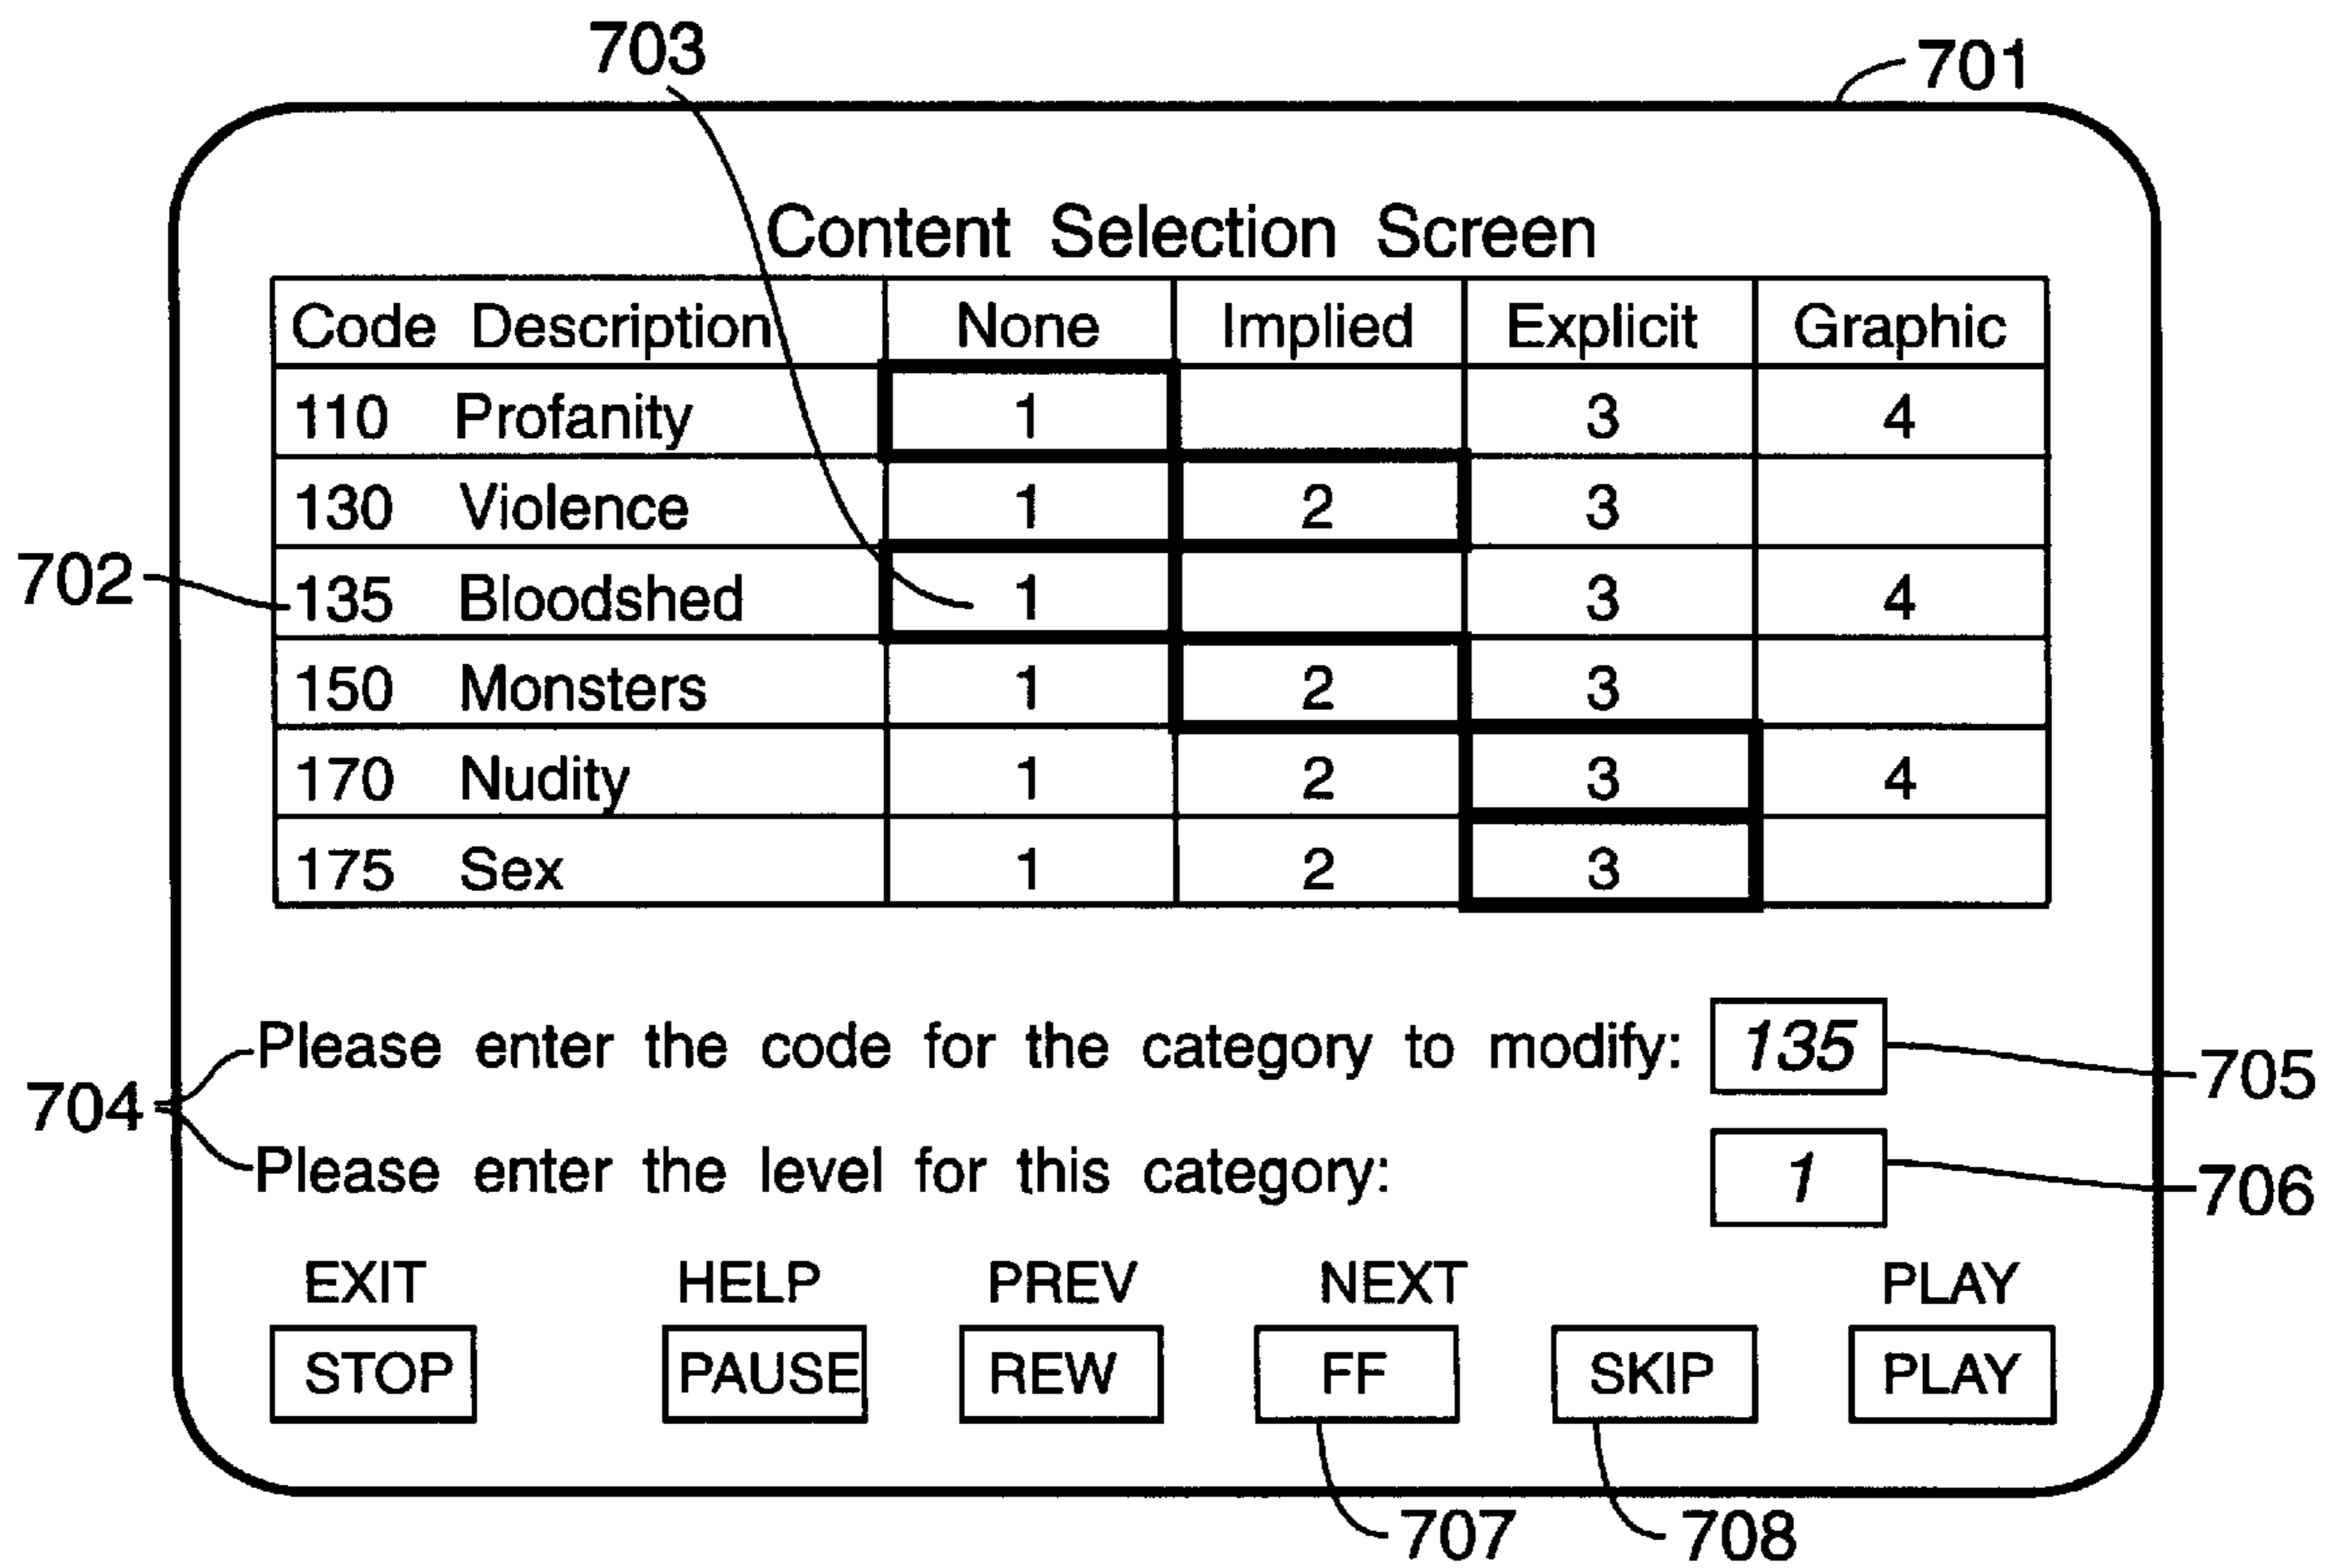 703
701
Content Selection Screen
Code Description None Implied Explicit Graphic
110 Profanity 1 3 4
130 Violence 1 2 3
702 135 Bloodshed 1 3 4
150 Monsters 1 2 3
170 Nudity 1 2 3 4
175 Sex 1 2 3
Please enter the code for the category to modify: 135
704 705
Please enter the level for this category: 1
706
EXIT HELP PREV NEXT PLAY
STOP PAUSE REW FF SKIP PLAY
707 708